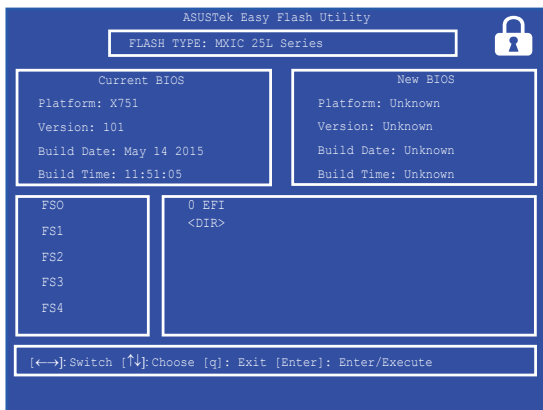 ASUSTek Easy Flash Utility
FLASH TYPE: MXIC 25L Series
Current BIOS
Platform: X751
Version: 101
Build Date: May 14 2015
Build Time: 11:51:05
New BIOS
Platform: Unknown
Version: Unknown
Build Date: Unknown
Build Time: Unknown
FSO
FS1
FS2
FS3
FS4
0 EFI
<DIR>
[←→]: Switch [↑↓]: Choose [q]: Exit [Enter]: Enter/Execute